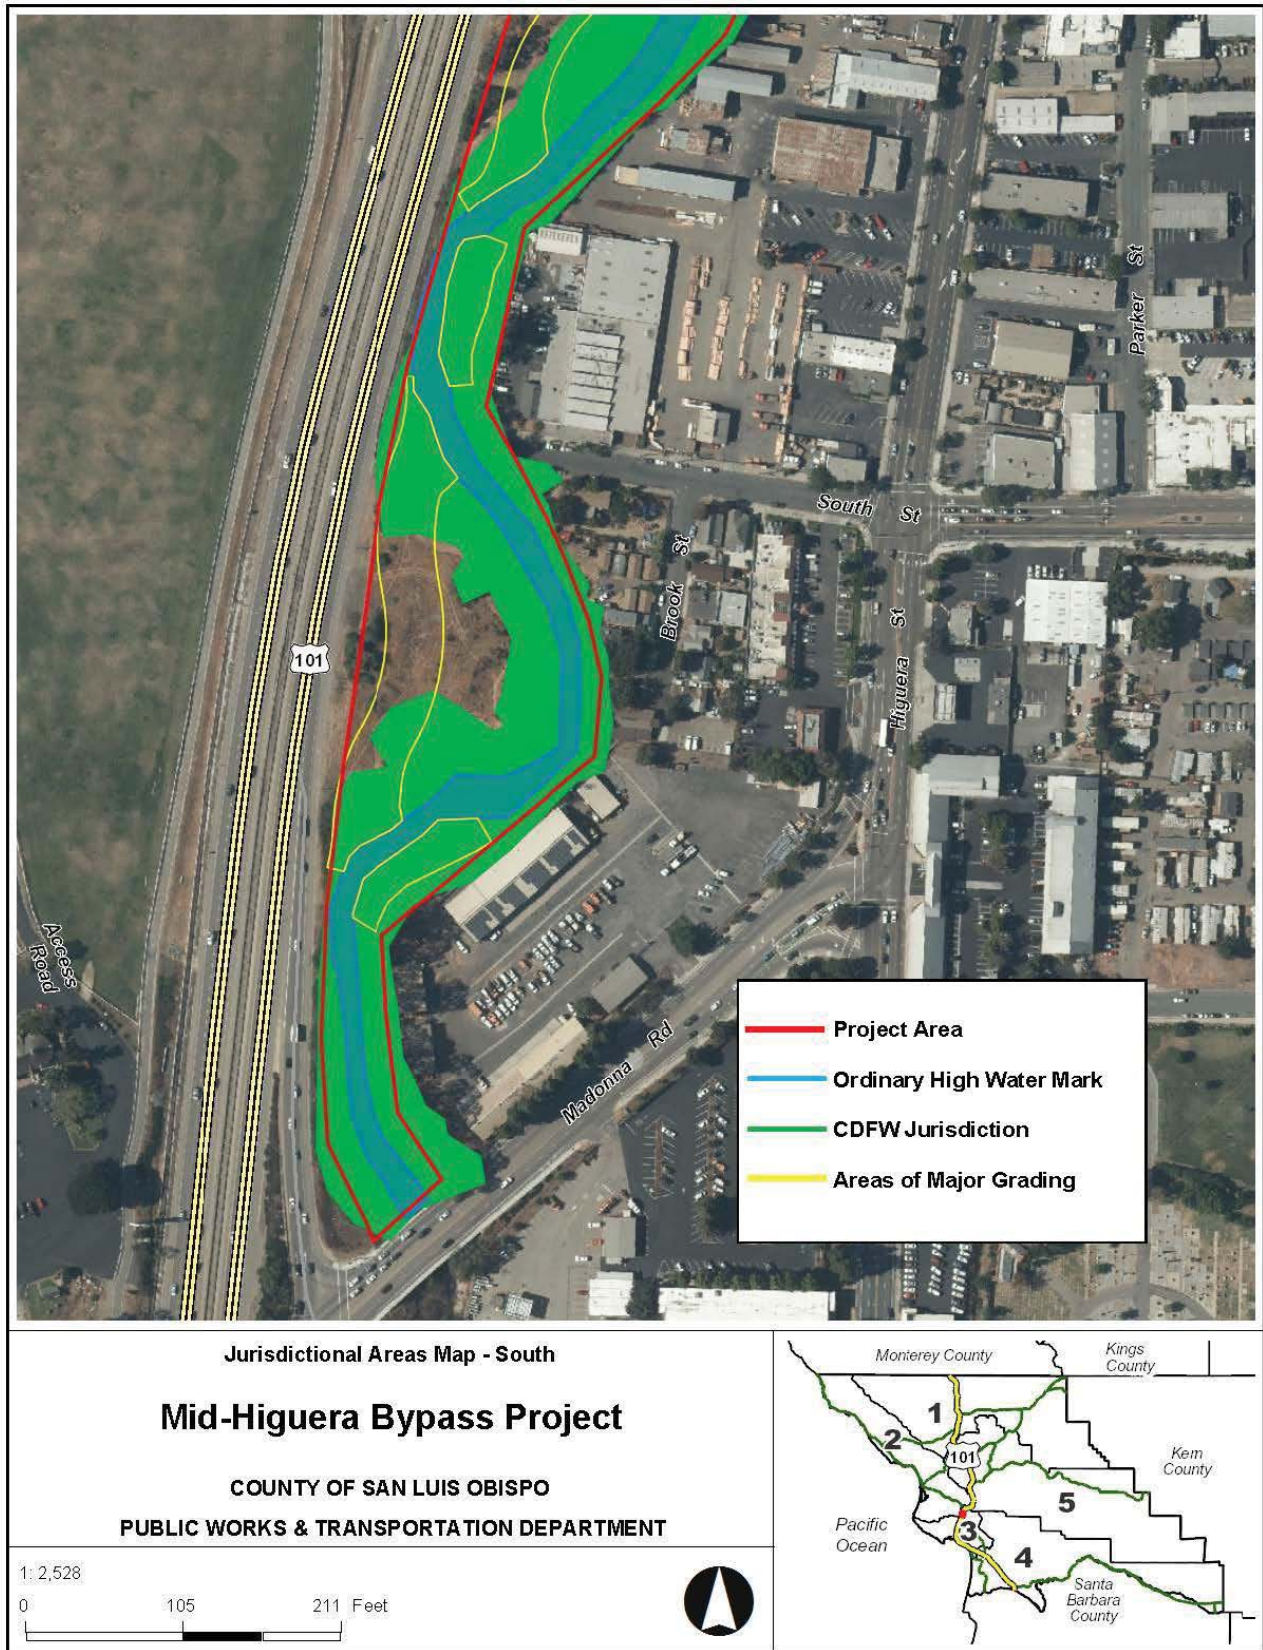 Parker St
South St
Brook St
Higuera St
101
Access
Road
Madonna Rd
Project Area
Ordinary High Water Mark
CDFW Jurisdiction
Areas of Major Grading
Jurisdictional Areas Map - South
Mid-Higuera Bypass Project
COUNTY OF SAN LUIS OBISPO
PUBLIC WORKS & TRANSPORTATION DEPARTMENT
1: 2,528
0 105 211 Feet
Monterey County
Kings
County
1
2
101
Kern
County
5
Pacific
Ocean
3
4
Santa
Barbara
County